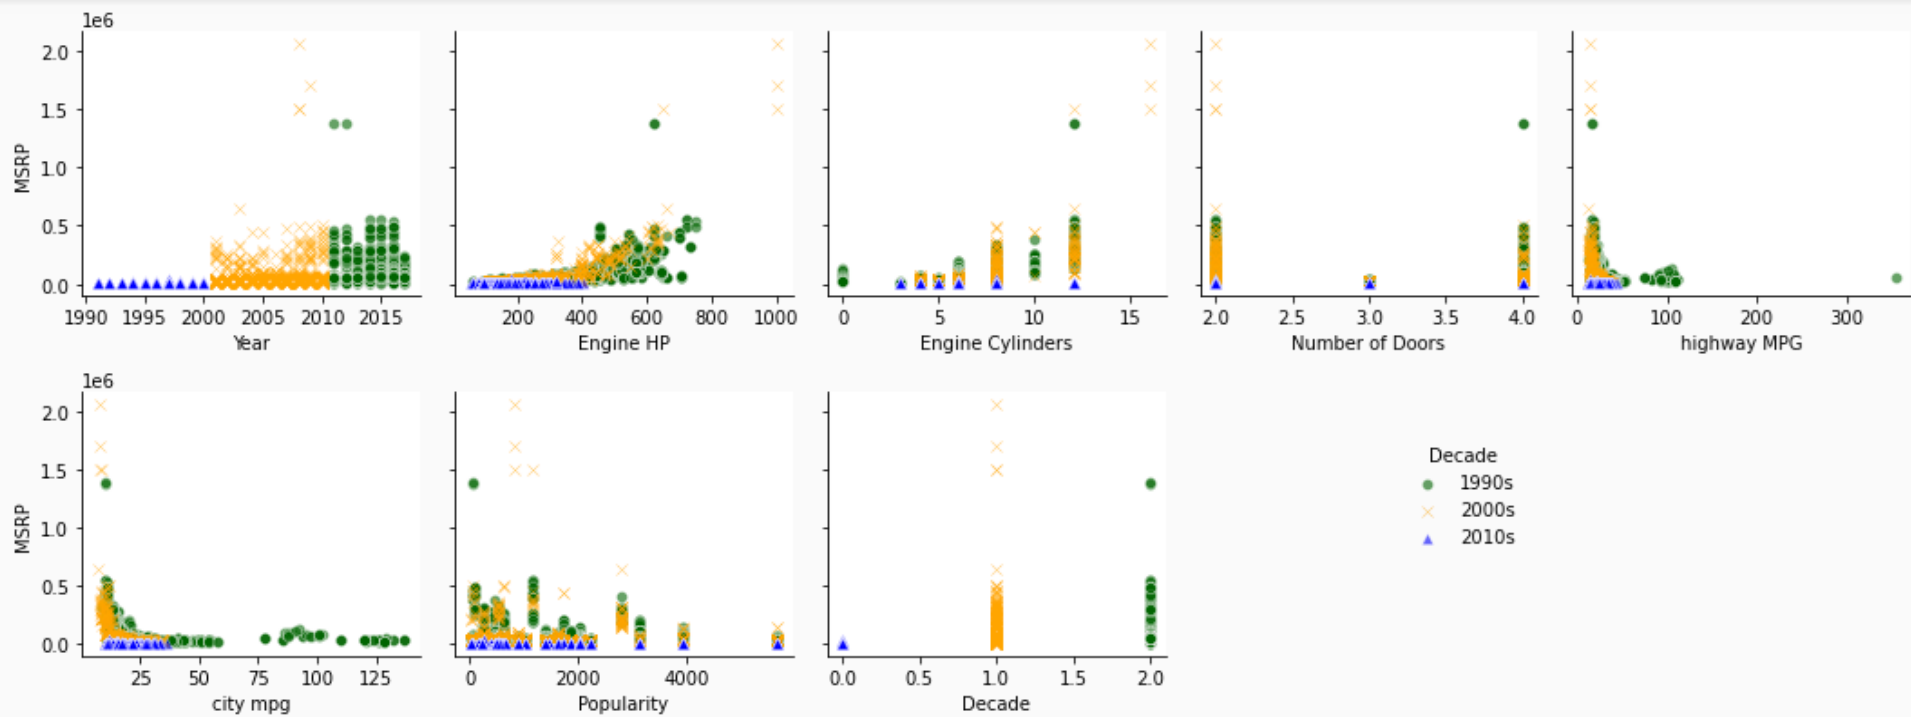 1e6
2.0
1.5
1.0
0.5
0.0
MSRP
1990 1995 2000 2005 2010 2015
Year
200 400 600 800 1000
Engine HP
0 5 10 15
Engine Cylinders
2.0 2.5 3.0 3.5 4.0
Number of Doors
0 100 200 300
highway MPG
1e6
2.0
1.5
1.0
0.5
0.0
MSRP
25 50 75 100 125
city mpg
0 2000 4000
Popularity
0.0 0.5 1.0 1.5 2.0
Decade
Decade
1990s
2000s
2010s